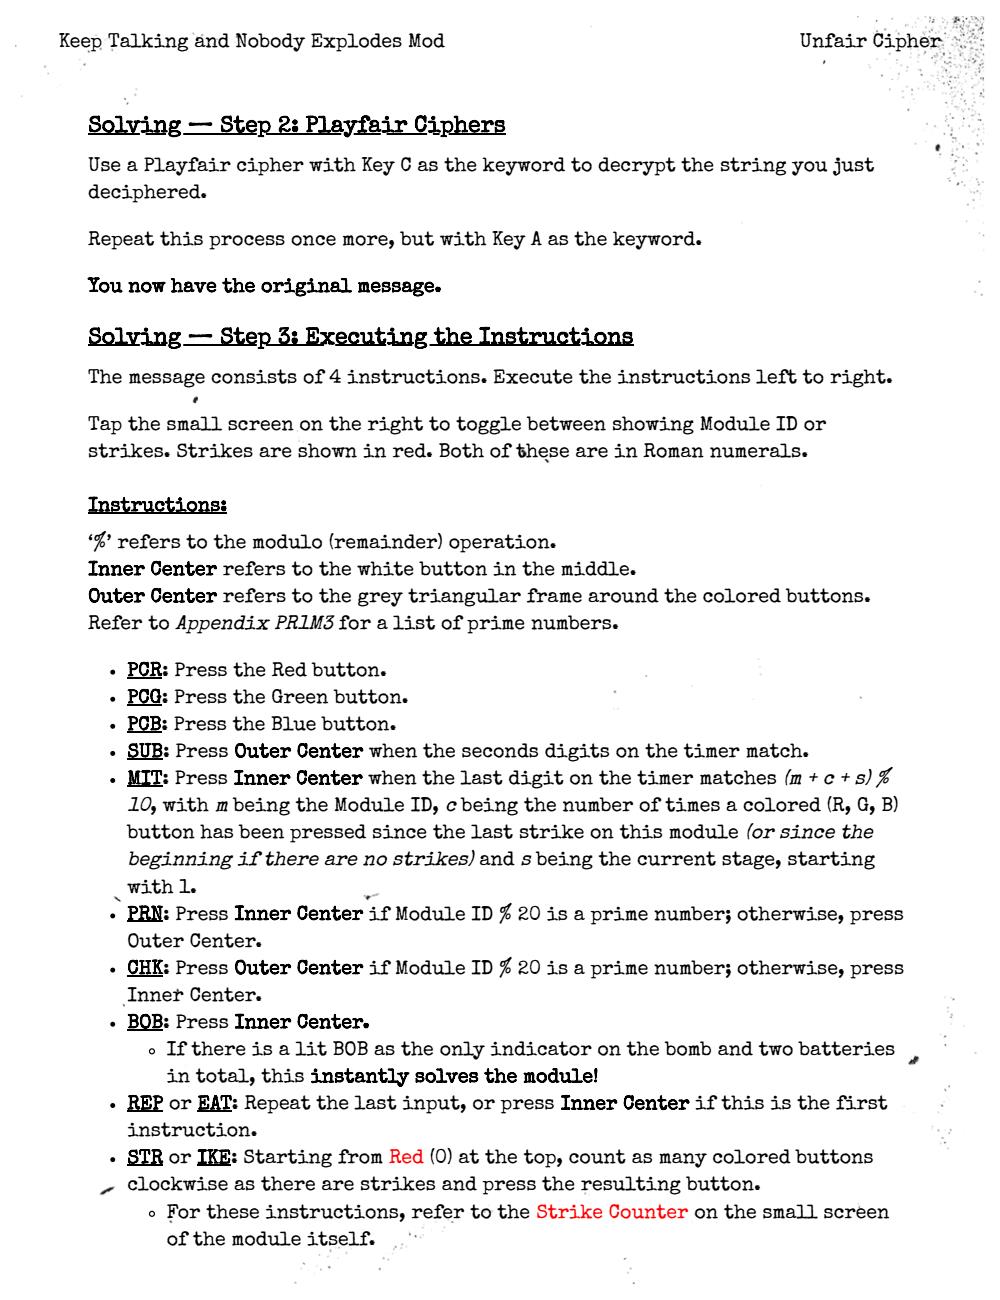 Keep Talking and Nobody Explodes Mod
Unfair Cipher
Solving — Step 2: Playfair Ciphers
Use a Playfair cipher with Key C as the keyword to decrypt the string you just
deciphered.
Repeat this process once more, but with Key A as the keyword.
You now have the original message.
Solving — Step 3: Executing the Instructions
The message consists of 4 instructions. Execute the instructions left to right.
Tap the small screen on the right to toggle between showing Module ID or
strikes. Strikes are shown in red. Both of these are in Roman numerals.
Instructions:
‘%’ refers to the modulo (remainder) operation.
Inner Center refers to the white button in the middle.
Outer Center refers to the grey triangular frame around the colored buttons.
Refer to Appendix PR1M3 for a list of prime numbers.
• PCR: Press the Red button.
• PCG: Press the Green button.
• PCB: Press the Blue button.
• SUB: Press Outer Center when the seconds digits on the timer match.
• MIT: Press Inner Center when the last digit on the timer matches (m + c + s) %
10, with m being the Module ID, c being the number of times a colored (R, G, B)
button has been pressed since the last strike on this module (or since the
beginning if there are no strikes) and s being the current stage, starting
with 1.
• PRN: Press Inner Center if Module ID % 20 is a prime number; otherwise, press
Outer Center.
• CHK: Press Outer Center if Module ID % 20 is a prime number; otherwise, press
Inner Center.
• BOB: Press Inner Center.
◦ If there is a lit BOB as the only indicator on the bomb and two batteries
in total, this instantly solves the module!
• REP or EAT: Repeat the last input, or press Inner Center if this is the first
instruction.
• STR or IKE: Starting from Red (0) at the top, count as many colored buttons
clockwise as there are strikes and press the resulting button.
◦ For these instructions, refer to the Strike Counter on the small screen
of the module itself.